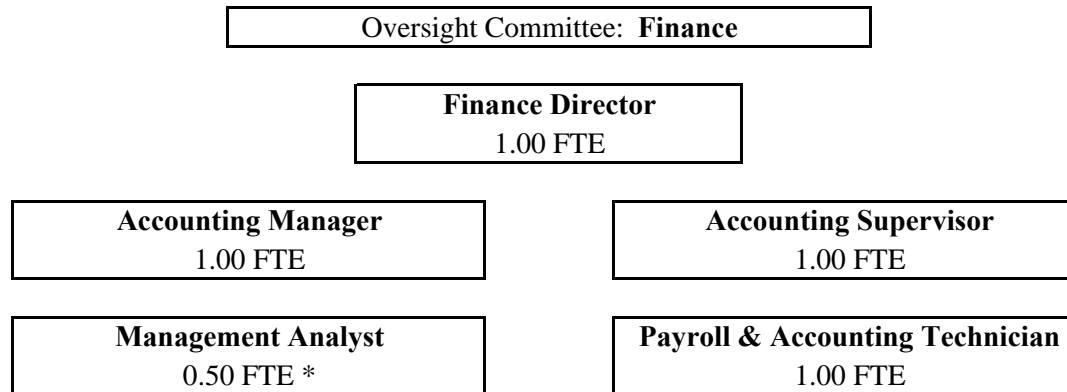 Oversight Committee: Finance
Finance Director
1.00 FTE
Accounting Manager
1.00 FTE
Accounting Supervisor
1.00 FTE
Management Analyst
0.50 FTE *
Payroll & Accounting Technician
1.00 FTE